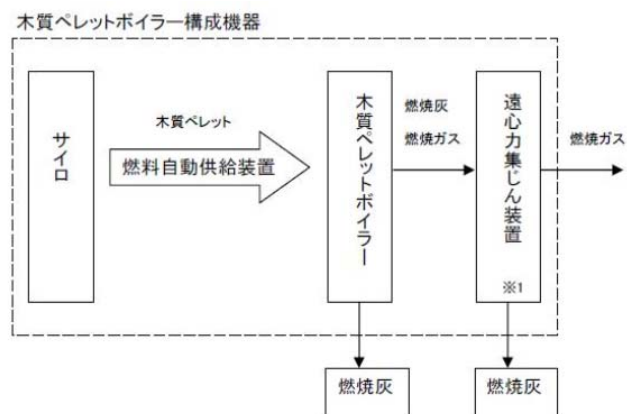 木質ペレットボイラー構成機器
サイロ
木質ペレット
燃料自動供給装置
木質ペレットボイラー
燃焼灰
燃焼ガス
遠心力集じん装置
※1
燃焼ガス
燃焼灰
燃焼灰